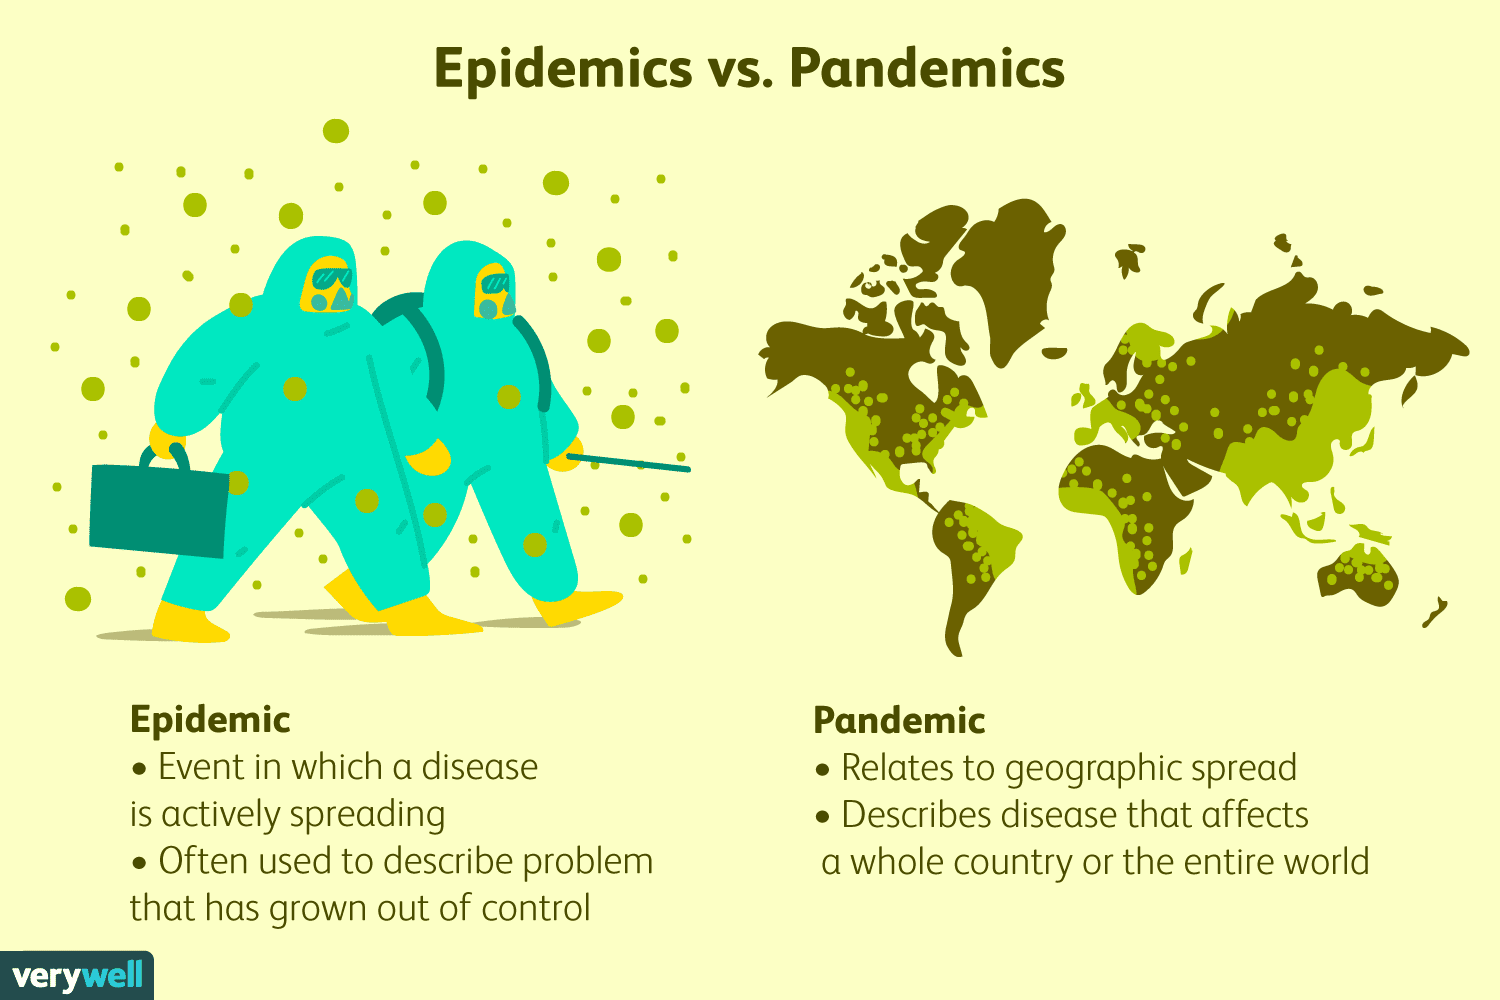 Epidemics vs. Pandemics
Epidemic
• Event in which a disease
is actively spreading
• Often used to describe problem
that has grown out of control
Pandemic
• Relates to geographic spread
• Describes disease that affects
a whole country or the entire world
verywell